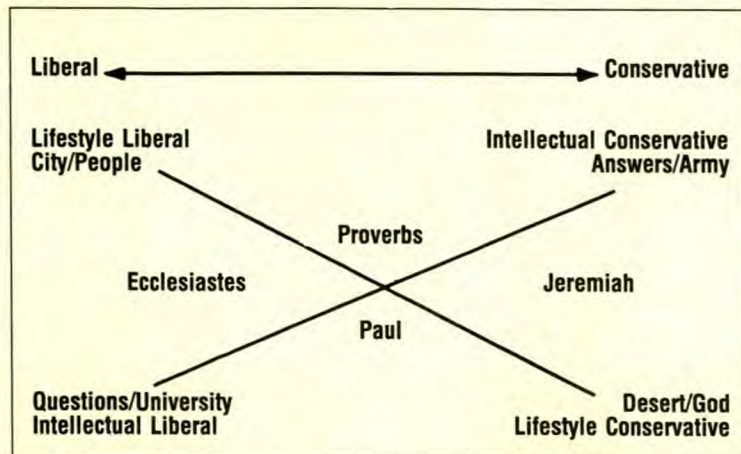 Liberal
Conservative
Lifestyle Liberal
City/People
Intellectual Conservative
Answers/Army
Proverbs
Ecclesiastes
Jeremiah
Paul
Questions/University
Intellectual Liberal
Desert/God
Lifestyle Conservative